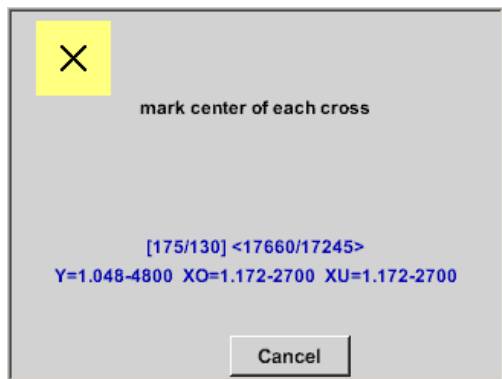 mark center of each cross
[175/130] <17660/17245>
Y=1.048-4800 XO=1.172-2700 XU=1.172-2700
Cancel